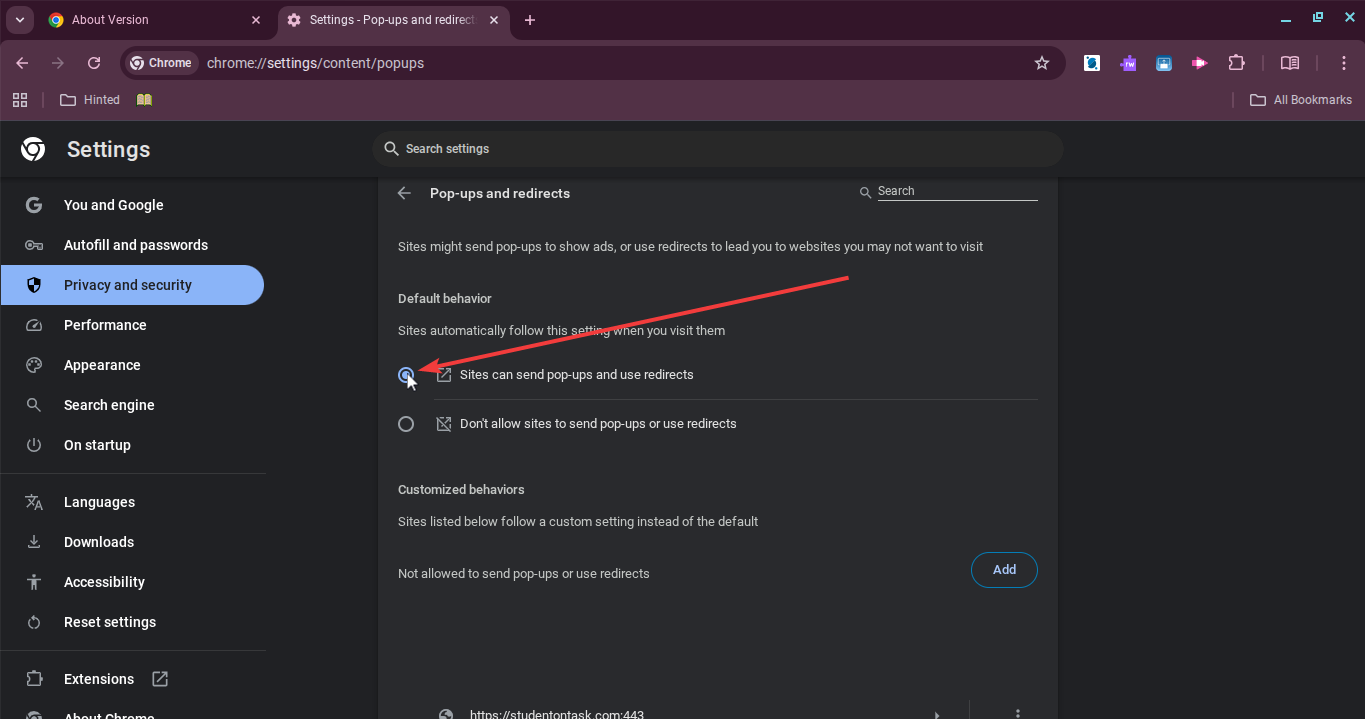 About Version
Settings - Pop-ups and redirect
Chrome
chrome://settings/content/popups
rw
Hinted
All Bookmarks
Settings
Search settings
You and Google
Autofill and passwords
Privacy and security
Performance
Appearance
Search engine
On startup
Languages
Downloads
Accessibility
Reset settings
Extensions
About Chrome
Pop-ups and redirects
Search
Sites might send pop-ups to show ads, or use redirects to lead you to websites you may not want to visit
Default behavior
Sites automatically follow this setting when you visit them
Sites can send pop-ups and use redirects
Don't allow sites to send pop-ups or use redirects
Customized behaviors
Sites listed below follow a custom setting instead of the default
Not allowed to send pop-ups or use redirects
Add
https://studentontask.com:443